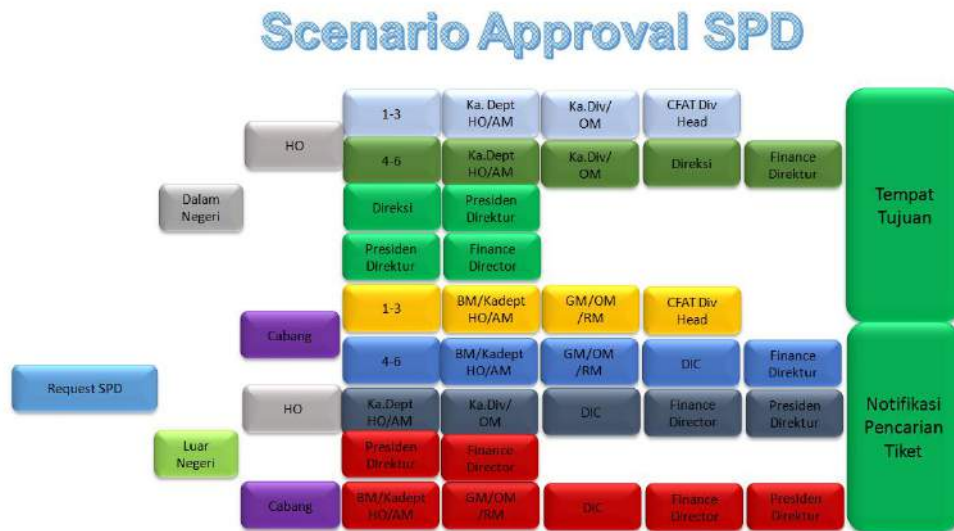 Scenario Approval SPD
1-3
Ka. Dept
HO/AM
Ka.Div/
OM
CFAT Div
Head
HO
4-6
Ka.Dept
HO/AM
Ka.Div/
OM
Direksi
Finance
Direktur
Dalam
Negeri
Direksi
Presiden
Direktur
Presiden
Direktur
Finance
Director
Tempat
Tujuan
Cabang
1-3
BM/Kadept
HO/AM
GM/OM
/RM
CFAT Div
Head
4-6
BM/Kadept
HO/AM
GM/OM
/RM
DIC
Finance
Direktur
Request SPD
HO
Ka.Dept
HO/AM
Ka.Div/
OM
DIC
Finance
Director
Presiden
Direktur
Luar
Negeri
Presiden
Direktur
Finance
Director
Notifikasi
Pencarian
Tiket
Cabang
BM/Kadept
HO/AM
GM/OM
/RM
DIC
Finance
Director
Presiden
Direktur